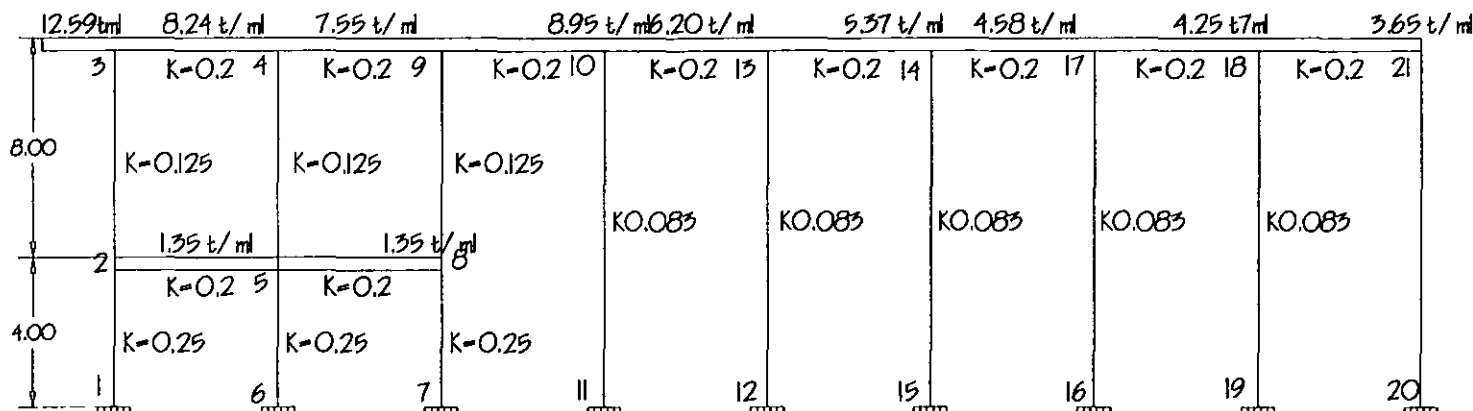 12.59tml 8.24 t/ml 7.55 t/ml 8.95 t/ml 6.20 t/ml 5.37 t/ml 4.58 t/ml 4.25 t7ml 3.65 t/ml
3 K=0.2 4 K=0.2 9 K=0.2 10 K=0.2 13 K=0.2 14 K=0.2 17 K=0.2 18 K=0.2 21
8.00
K=0.125 K=0.125 K=0.125
K0.083 K0.083 K0.083 K0.083 K0.083
1.35 t/ml 1.35 t/ml
2 K=0.2 5 K=0.2 8
4.00
K=0.25 K=0.25 K=0.25
1 6 7 11 12 15 16 19 20